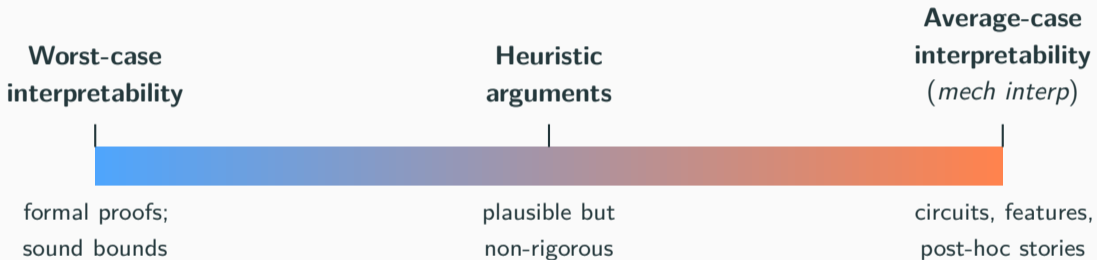 Worst-case
interpretability
formal proofs;
sound bounds
Heuristic
arguments
plausible but
non-rigorous
Average-case
interpretability
(mech interp)
circuits, features,
post-hoc stories